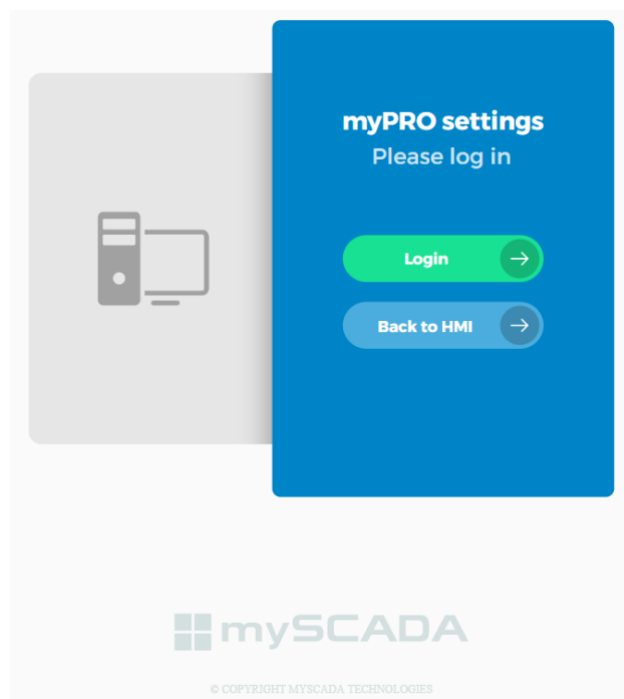 myPRO settings
Please log in
Login
Back to HMI
mySCADA
© COPYRIGHT MYSCADA TECHNOLOGIES